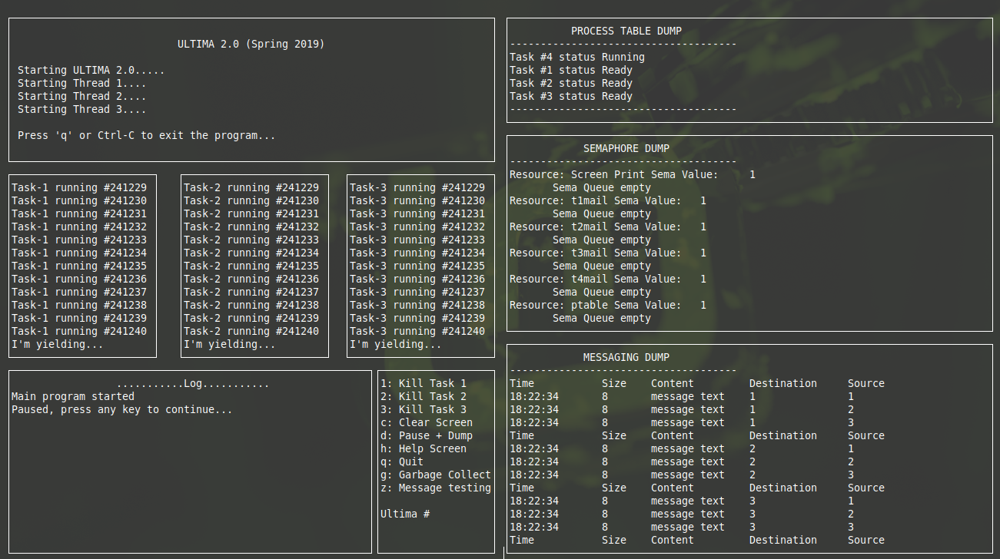 ULTIMA 2.0 (Spring 2019)
Starting ULTIMA 2.0.....
Starting Thread 1....
Starting Thread 2....
Starting Thread 3....
Press 'q' or Ctrl-C to exit the program...
Task-1 running #241229
Task-1 running #241230
Task-1 running #241231
Task-1 running #241232
Task-1 running #241233
Task-1 running #241234
Task-1 running #241235
Task-1 running #241236
Task-1 running #241237
Task-1 running #241238
Task-1 running #241239
Task-1 running #241240
I'm yielding...
Task-2 running #241229
Task-2 running #241230
Task-2 running #241231
Task-2 running #241232
Task-2 running #241233
Task-2 running #241234
Task-2 running #241235
Task-2 running #241236
Task-2 running #241237
Task-2 running #241238
Task-2 running #241239
Task-2 running #241240
I'm yielding...
Task-3 running #241229
Task-3 running #241230
Task-3 running #241231
Task-3 running #241232
Task-3 running #241233
Task-3 running #241234
Task-3 running #241235
Task-3 running #241236
Task-3 running #241237
Task-3 running #241238
Task-3 running #241239
Task-3 running #241240
I'm yielding...
...........Log...........
Main program started
Paused, press any key to continue...
1: Kill Task 1
2: Kill Task 2
3: Kill Task 3
c: Clear Screen
d: Pause + Dump
h: Help Screen
q: Quit
g: Garbage Collect
z: Message testing
Ultima #
PROCESS TABLE DUMP
-------------------------------------
Task #4 status Running
Task #1 status Ready
Task #2 status Ready
Task #3 status Ready
-------------------------------------
SEMAPHORE DUMP
-------------------------------------
Resource: Screen Print Sema Value: 1
Sema Queue empty
Resource: t1mail Sema Value: 1
Sema Queue empty
Resource: t2mail Sema Value: 1
Sema Queue empty
Resource: t3mail Sema Value: 1
Sema Queue empty
Resource: t4mail Sema Value: 1
Sema Queue empty
Resource: ptable Sema Value: 1
Sema Queue empty
MESSAGING DUMP
-------------------------------------
Time Size Content Destination Source
18:22:34 8 message text 1 1
18:22:34 8 message text 1 2
18:22:34 8 message text 1 3
Time Size Content Destination Source
18:22:34 8 message text 2 1
18:22:34 8 message text 2 2
18:22:34 8 message text 2 3
Time Size Content Destination Source
18:22:34 8 message text 3 1
18:22:34 8 message text 3 2
18:22:34 8 message text 3 3
Time Size Content Destination Source